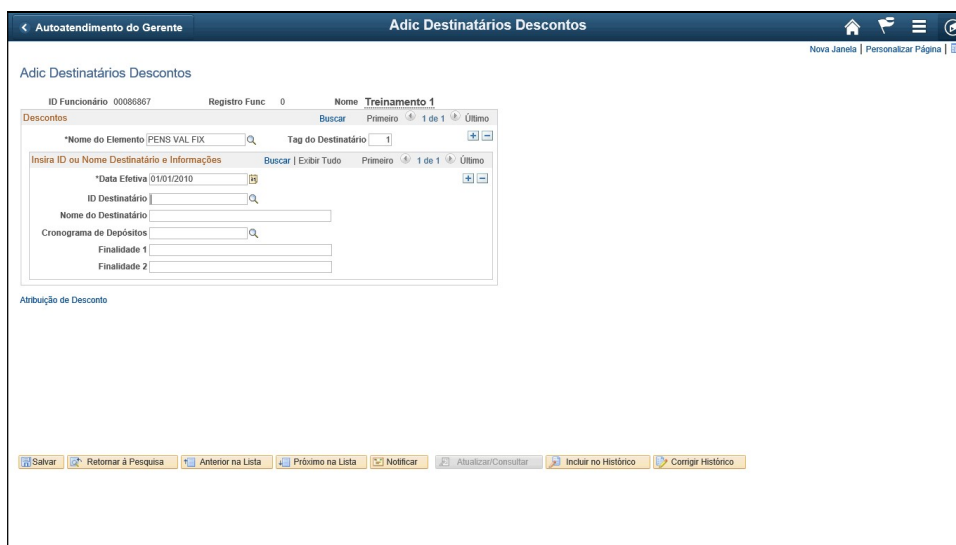 Autoatendimento do Gerente
Adic Destinatários Descontos
Nova Janela | Personalizar Página |
Adic Destinatários Descontos
ID Funcionário 00086867 Registro Func 0 Nome Treinamento 1
Descontos Buscar Primeiro 1 de 1 Último
*Nome do Elemento PENS VAL FIX Tag do Destinatário 1
Insira ID ou Nome Destinatário e Informações Buscar | Exibir Tudo Primeiro 1 de 1 Último
*Data Efetiva 01/01/2010
ID Destinatário
Nome do Destinatário
Cronograma de Depósitos
Finalidade 1
Finalidade 2
Atribuição de Desconto
Salvar Retornar à Pesquisa Anterior na Lista Próximo na Lista Notificar Atualizar/Consultar Incluir no Histórico Corrigir Histórico